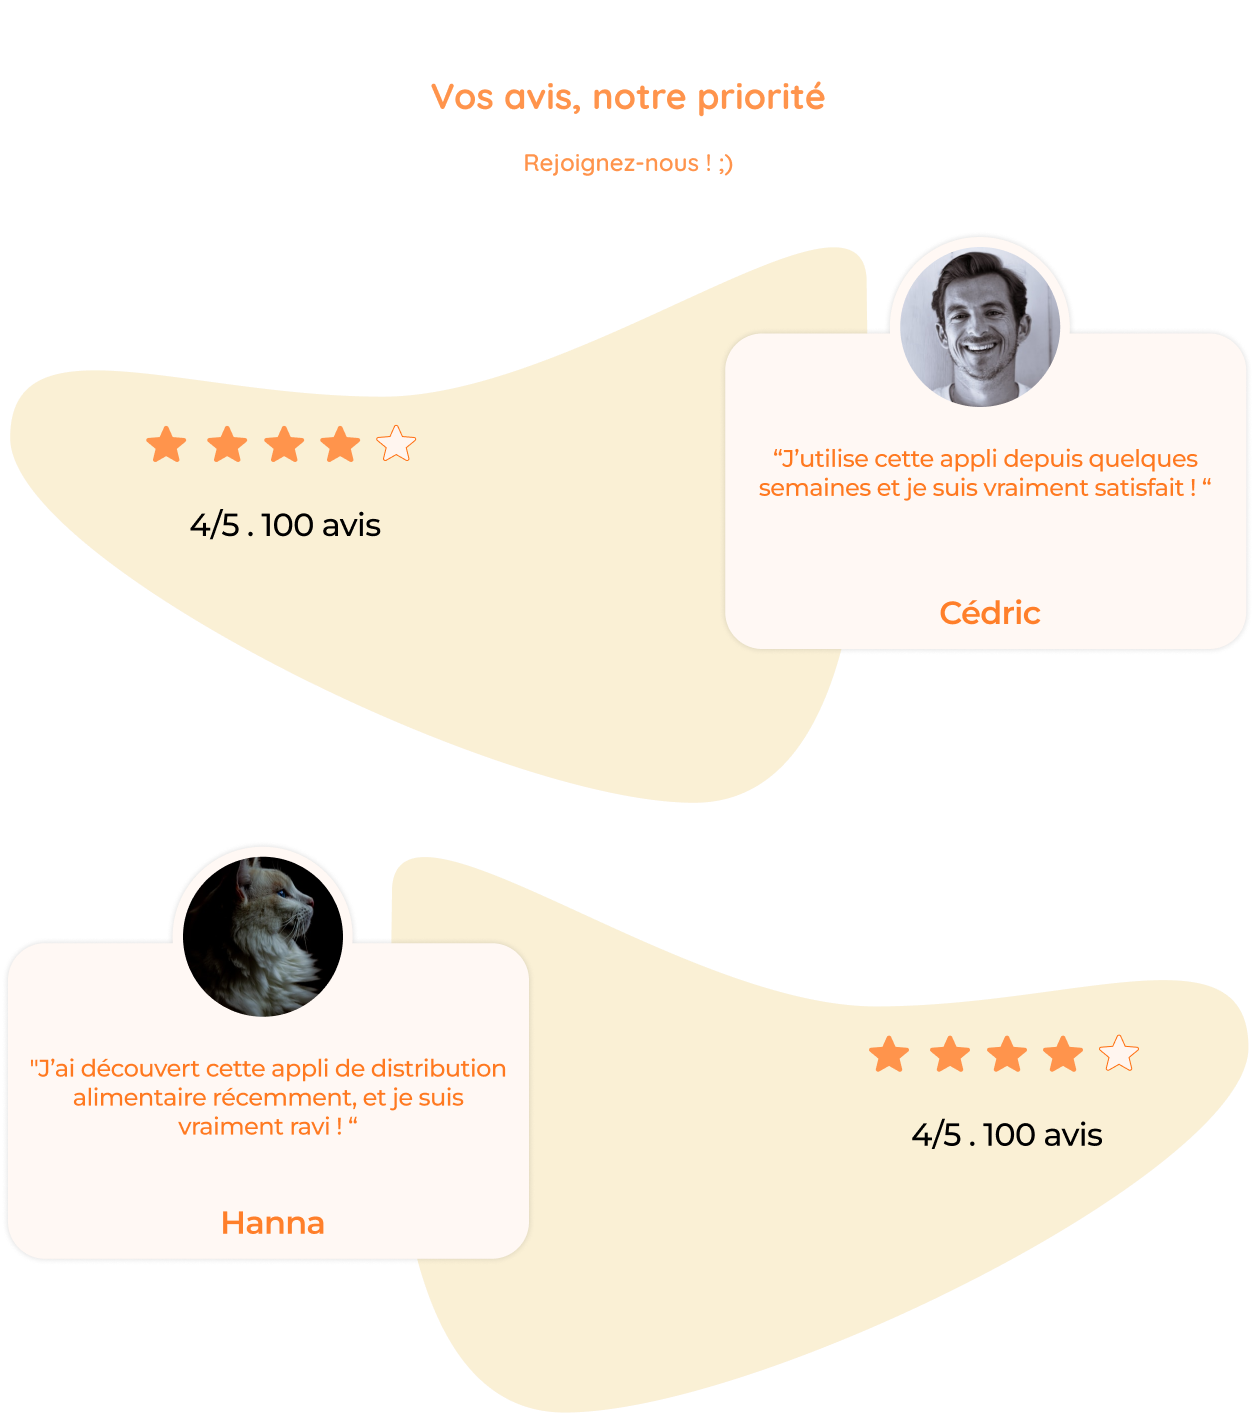 Vos avis, notre priorité
Rejoignez-nous ! ;)
“J’utilise cette appli depuis quelques
semaines et je suis vraiment satisfait ! “
4/5 . 100 avis
Cédric
"J’ai découvert cette appli de distribution
alimentaire récemment, et je suis
vraiment ravi ! “
4/5 . 100 avis
Hanna